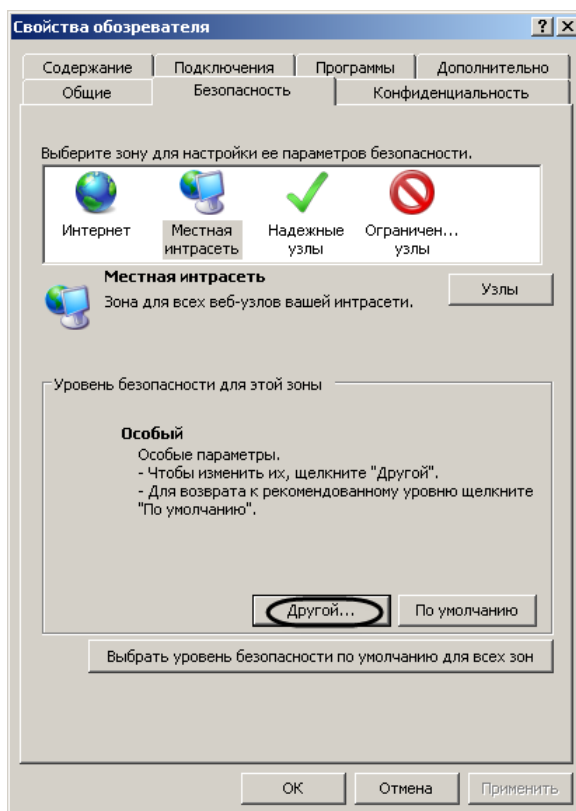 Свойства обозревателя
Содержание Подключения Программы Дополнительно
Общие Безопасность Конфиденциальность
Выберите зону для настройки ее параметров безопасности.
Интернет Местная интрасеть Надежные узлы Ограничен... узлы
Местная интрасеть
Зона для всех веб-узлов вашей интрасети.
Узлы
Уровень безопасности для этой зоны
Особый
Особые параметры.
- Чтобы изменить их, щелкните "Другой".
- Для возврата к рекомендованному уровню щелкните
"По умолчанию".
Другой... По умолчанию
Выбрать уровень безопасности по умолчанию для всех зон
ОК Отмена Применить